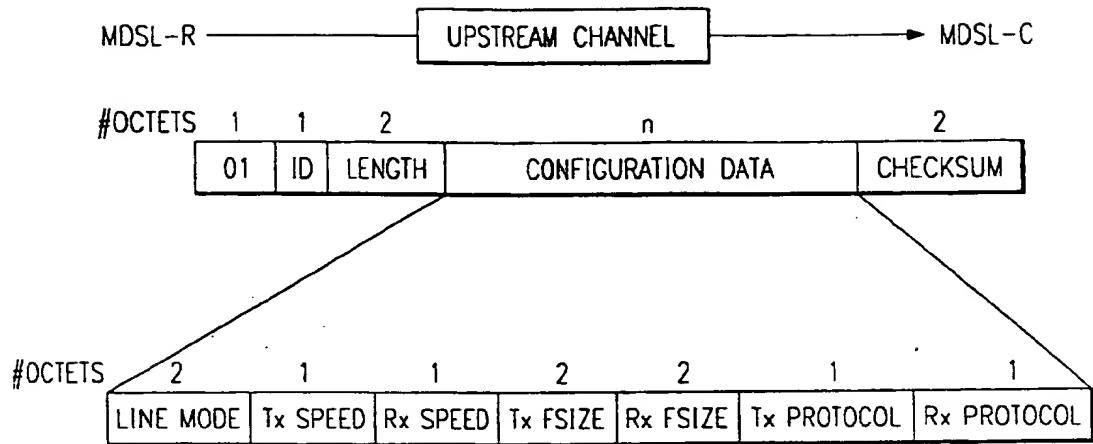 MDSL-R UPSTREAM CHANNEL MDSL-C
#OCTETS 1 1 2 n 2
01 ID LENGTH CONFIGURATION DATA CHECKSUM
#OCTETS 2 1 1 2 2 1 1
LINE MODE Tx SPEED Rx SPEED Tx FSIZE Rx FSIZE Tx PROTOCOL Rx PROTOCOL